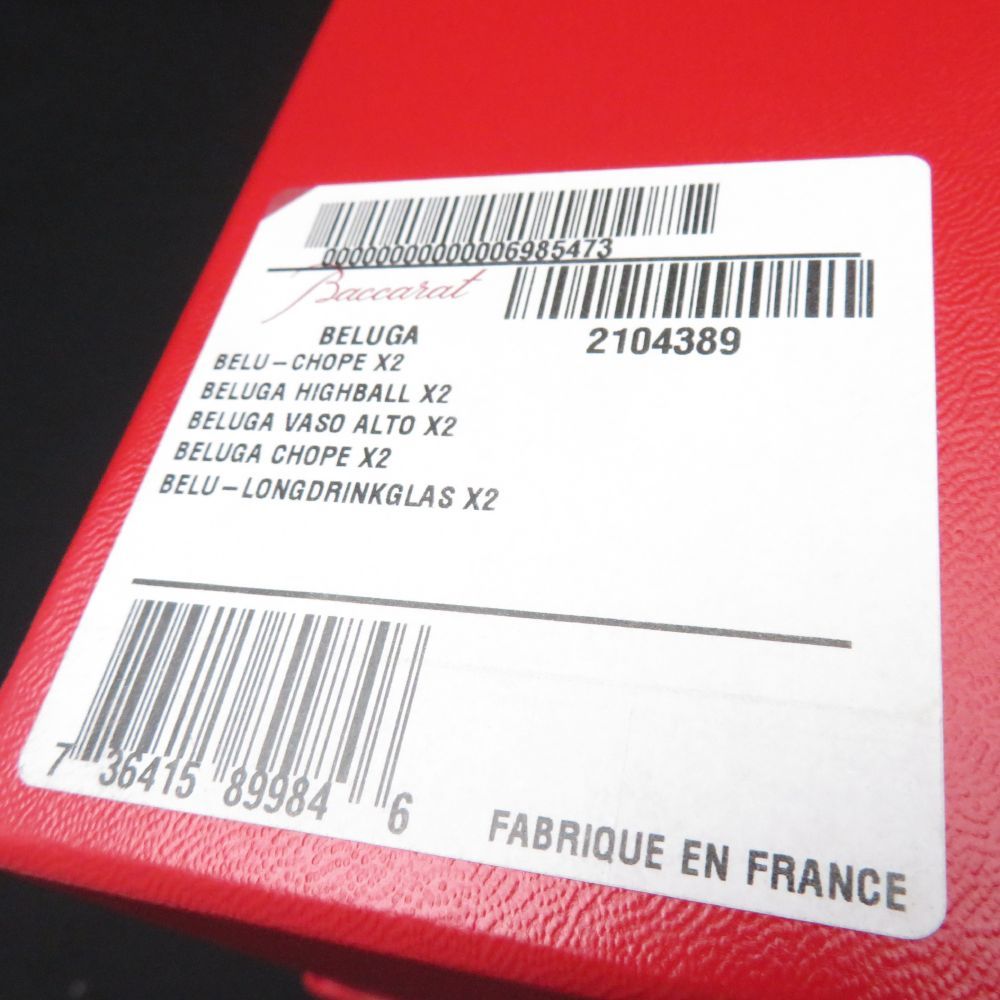 00000000000006985473
Baccarat
2104389
BELUGA
BELU-CHOPE X2
BELUGA HIGHBALL X2
BELUGA VASO ALTO X2
BELUGA CHOPE X2
BELU-LONGDRINKGLAS X2
7 36415 89984 6
FABRIQUE EN FRANCE